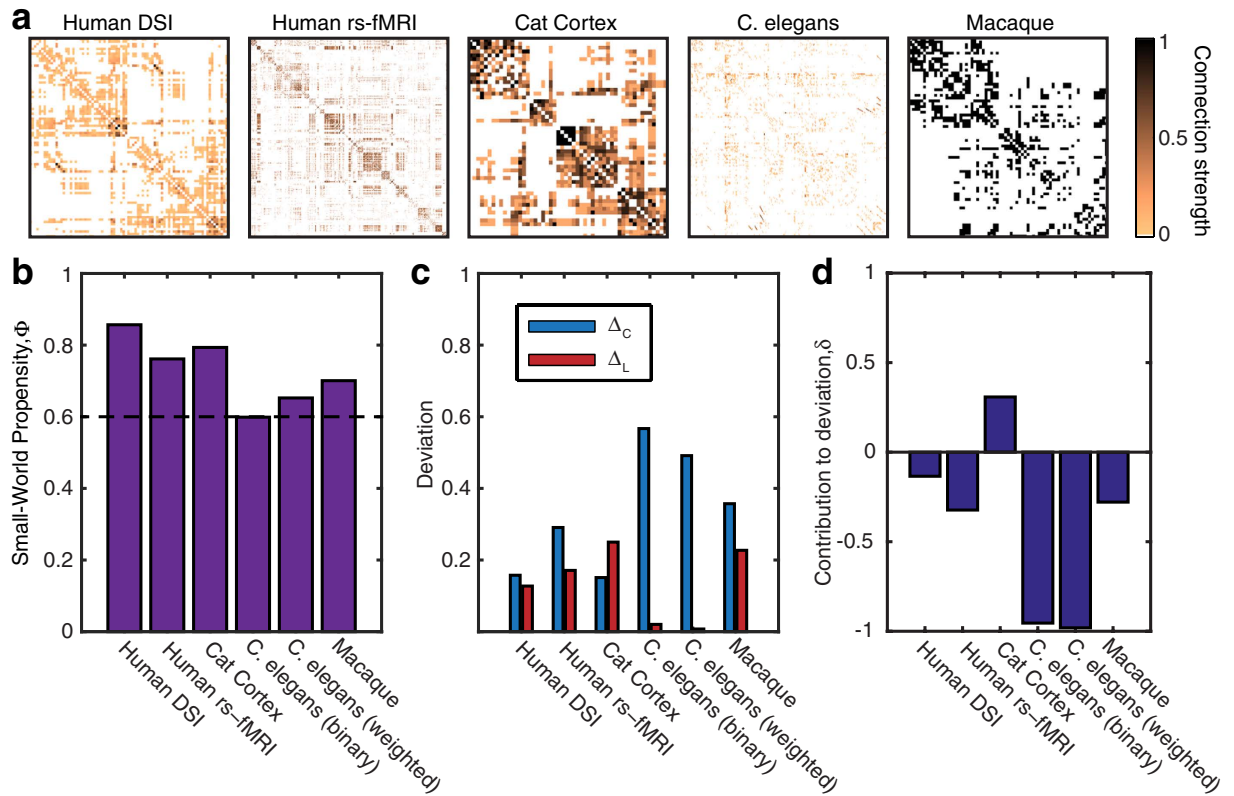 a
Human DSI
Human rs-fMRI
Cat Cortex
C. elegans
Macaque
1
0.5
0
Connection strength
b
1
0.8
0.6
0.4
0.2
0
Small-World Propensity,Φ
Human DSI
Human rs–fMRI
Cat Cortex
C. elegans (binary)
C. elegans (weighted)
Macaque
c
1
0.8
0.6
0.4
0.2
Deviation
ΔC
ΔL
Human DSI
Human rs–fMRI
Cat Cortex
C. elegans (binary)
C. elegans (weighted)
Macaque
d
1
0.5
0
-0.5
-1
Contribution to deviation,δ
Human DSI
Human rs–fMRI
Cat Cortex
C. elegans (binary)
C. elegans (weighted)
Macaque